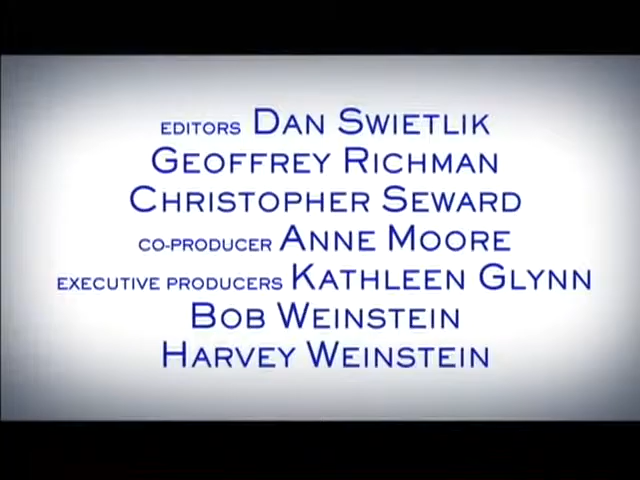 EDITORS DAN SWIETLIK
GEOFFREY RICHMAN
CHRISTOPHER SEWARD
CO-PRODUCER ANNE MOORE
EXECUTIVE PRODUCERS KATHLEEN GLYNN
BOB WEINSTEIN
HARVEY WEINSTEIN